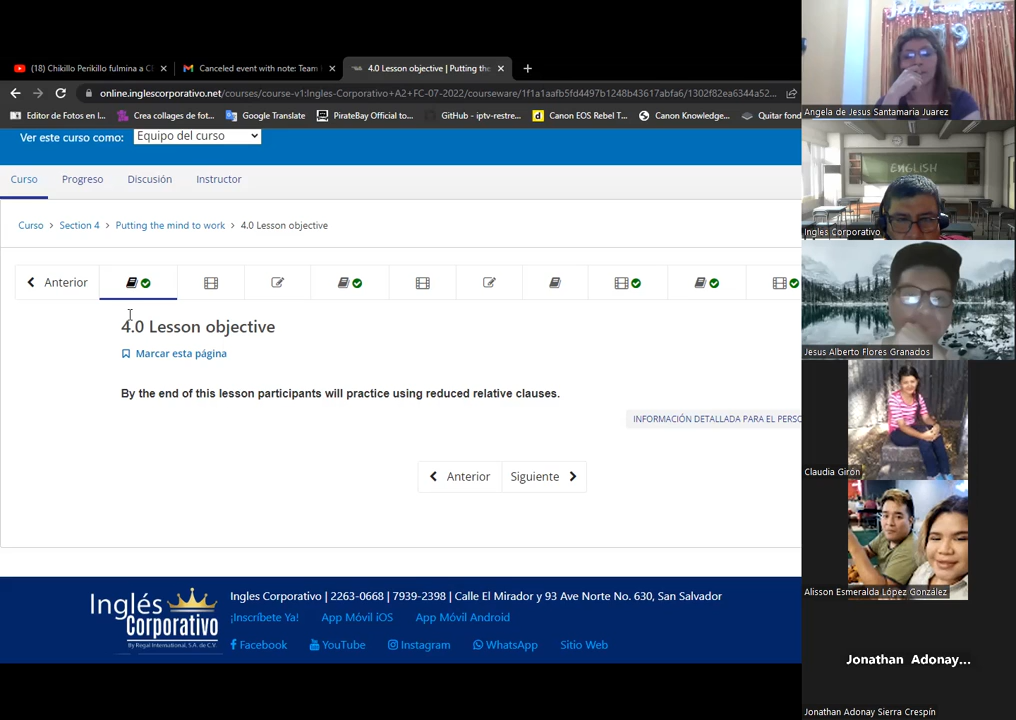 (18) Chikillo Perikillo fulmina a C
Canceled event with note: Team
4.0 Lesson objective | Putting the
online.inglescorporativo.net/courses/course-v1:Ingles-Corporativo+A2+FC-07-2022/courseware/1f1a1aafb5fd4497b1248b43617abfa6/1302f82ea6344a52...
Editor de Fotos en l...
Crea collages de fot...
Google Translate
PirateBay Official to...
GitHub - iptv-restre...
Canon EOS Rebel T...
Canon Knowledge...
Quitar fond
Ver este curso como:
Equipo del curso
Curso
Progreso
Discusión
Instructor
Curso > Section 4 > Putting the mind to work > 4.0 Lesson objective
Anterior
4.0 Lesson objective
Marcar esta página
By the end of this lesson participants will practice using reduced relative clauses.
INFORMACIÓN DETALLADA PARA EL PERSO
Anterior
Siguiente
Inglés
Corporativo
By Regal International, S.A. de C.V.
Ingles Corporativo | 2263-0668 | 7939-2398 | Calle El Mirador y 93 Ave Norte No. 630, San Salvador
¡Inscríbete Ya!
App Móvil iOS
App Móvil Android
Facebook
YouTube
Instagram
WhatsApp
Sitio Web
Angela de Jesus Santamaria Juarez
ENGLISH
Ingles Corporativo
Jesus Alberto Flores Granados
Claudia Girón
Alisson Esmeralda López González
Jonathan Adonay...
Jonathan Adonay Sierra Crespín